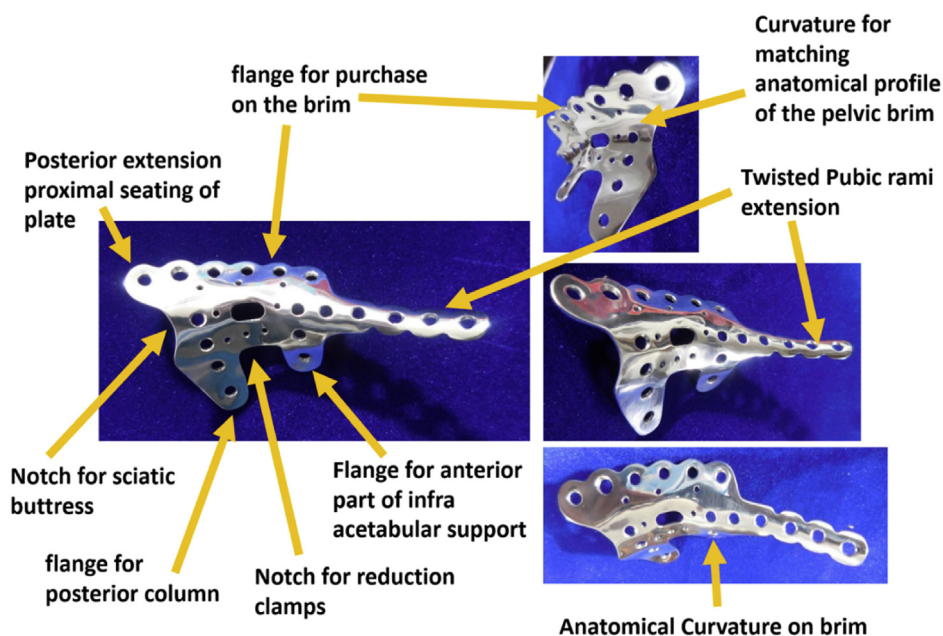 Curvature for
matching
anatomical profile
of the pelvic brim
flange for purchase
on the brim
Posterior extension
proximal seating of
plate
Twisted Pubic rami
extension
Notch for sciatic
buttress
Flange for anterior
part of infra
acetabular support
flange for
posterior column
Notch for reduction
clamps
Anatomical Curvature on brim